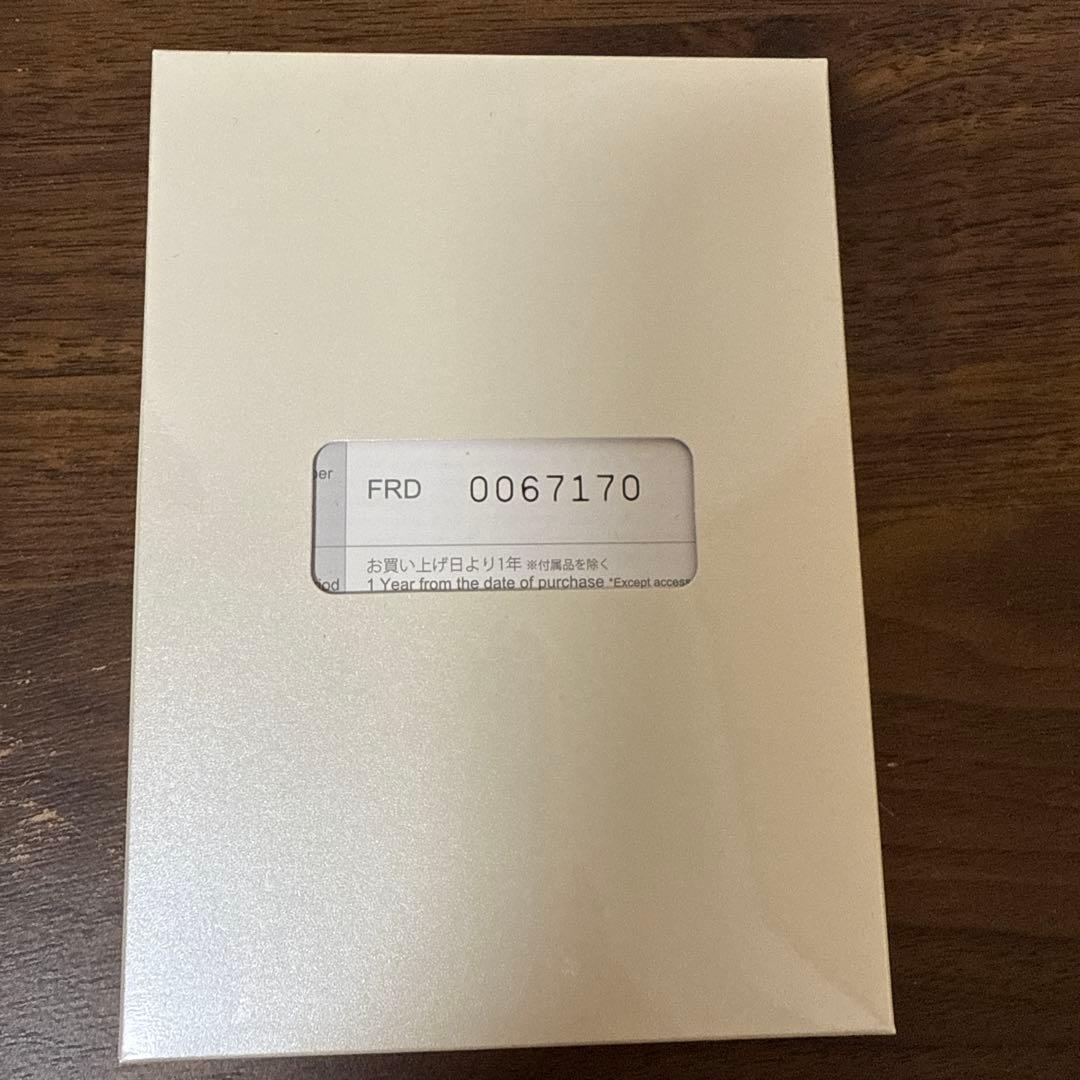 FRD 0067170
お買い上げ日より1年 ※付属品を除く
1 Year from the date of purchase *Except